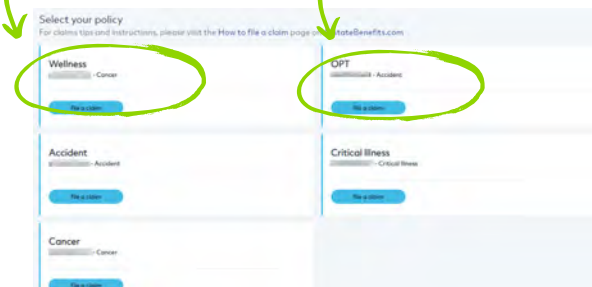 Select your policy
For claims tips and instructions, please visit the How to file a claim page on stateBenefits.com
Wellness
- Cancer
File a claim
OPT
- Accident
File a claim
Accident
- Accident
File a claim
Critical Illness
- Critical Illness
File a claim
Cancer
- Cancer
File a claim